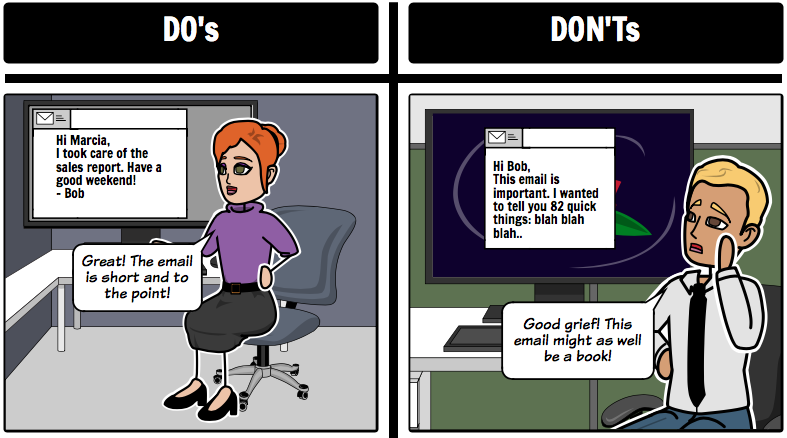 DO's
DON'Ts
Hi Marcia,
I took care of the
sales report. Have a
good weekend!
- Bob
Great! The email
is short and to
the point!
Hi Bob,
This email is
important. I wanted
to tell you 82 quick
things: blah blah
blah..
Good grief! This
email might as well
be a book!